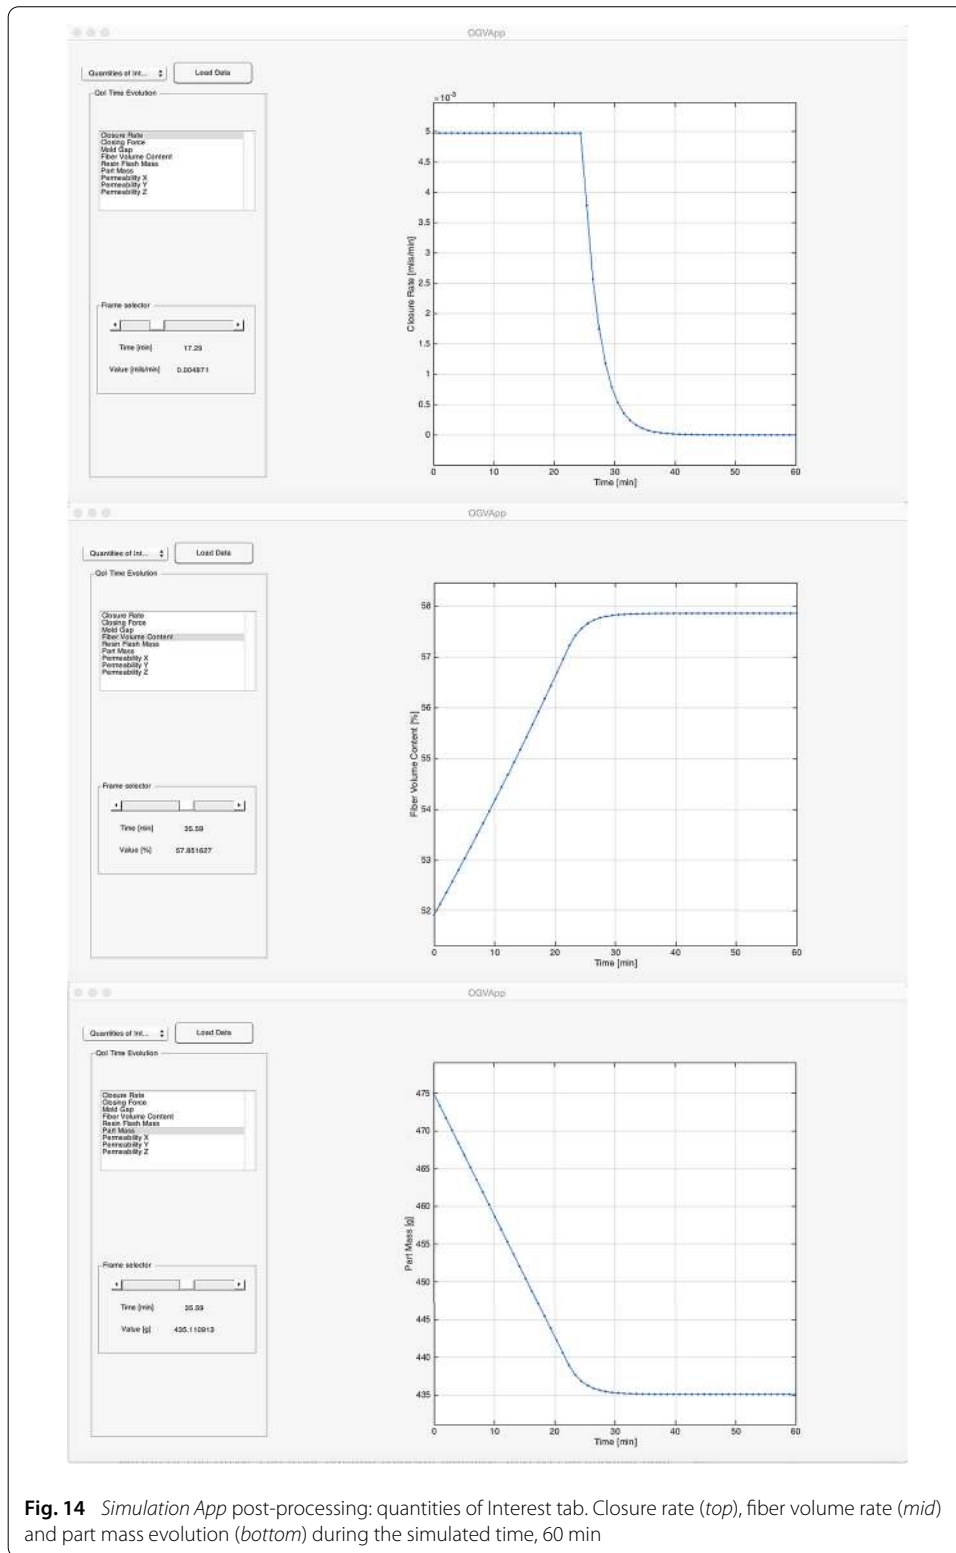 OGVApp
Quantities of Int... Load Data
QoI Time Evolution
Closure Rate
Closing Force
Mold Gap
Fiber Volume Content
Resin Flash Mass
Part Mass
Permeability X
Permeability Y
Permeability Z
Frame selector
Time [min] 17.29
Value [mils/min] 0.004971
×10⁻³
5
4.5
4
3.5
3
2.5
2
1.5
1
0.5
0
Closure Rate [mils/min]
0 10 20 30 40 50 60
Time [min]
OGVApp
Quantities of Int... Load Data
QoI Time Evolution
Closure Rate
Closing Force
Mold Gap
Fiber Volume Content
Resin Flash Mass
Part Mass
Permeability X
Permeability Y
Permeability Z
Frame selector
Time [min] 35.59
Value [%] 57.851627
58
57
56
55
54
53
52
Fiber Volume Content [%]
0 10 20 30 40 50 60
Time [min]
OGVApp
Quantities of Int... Load Data
QoI Time Evolution
Closure Rate
Closing Force
Mold Gap
Fiber Volume Content
Resin Flash Mass
Part Mass
Permeability X
Permeability Y
Permeability Z
Frame selector
Time [min] 35.59
Value [g] 435.110913
475
470
465
460
455
450
445
440
435
Part Mass [g]
0 10 20 30 40 50 60
Time [min]
Fig. 14 Simulation App post-processing: quantities of Interest tab. Closure rate (top), fiber volume rate (mid)
and part mass evolution (bottom) during the simulated time, 60 min